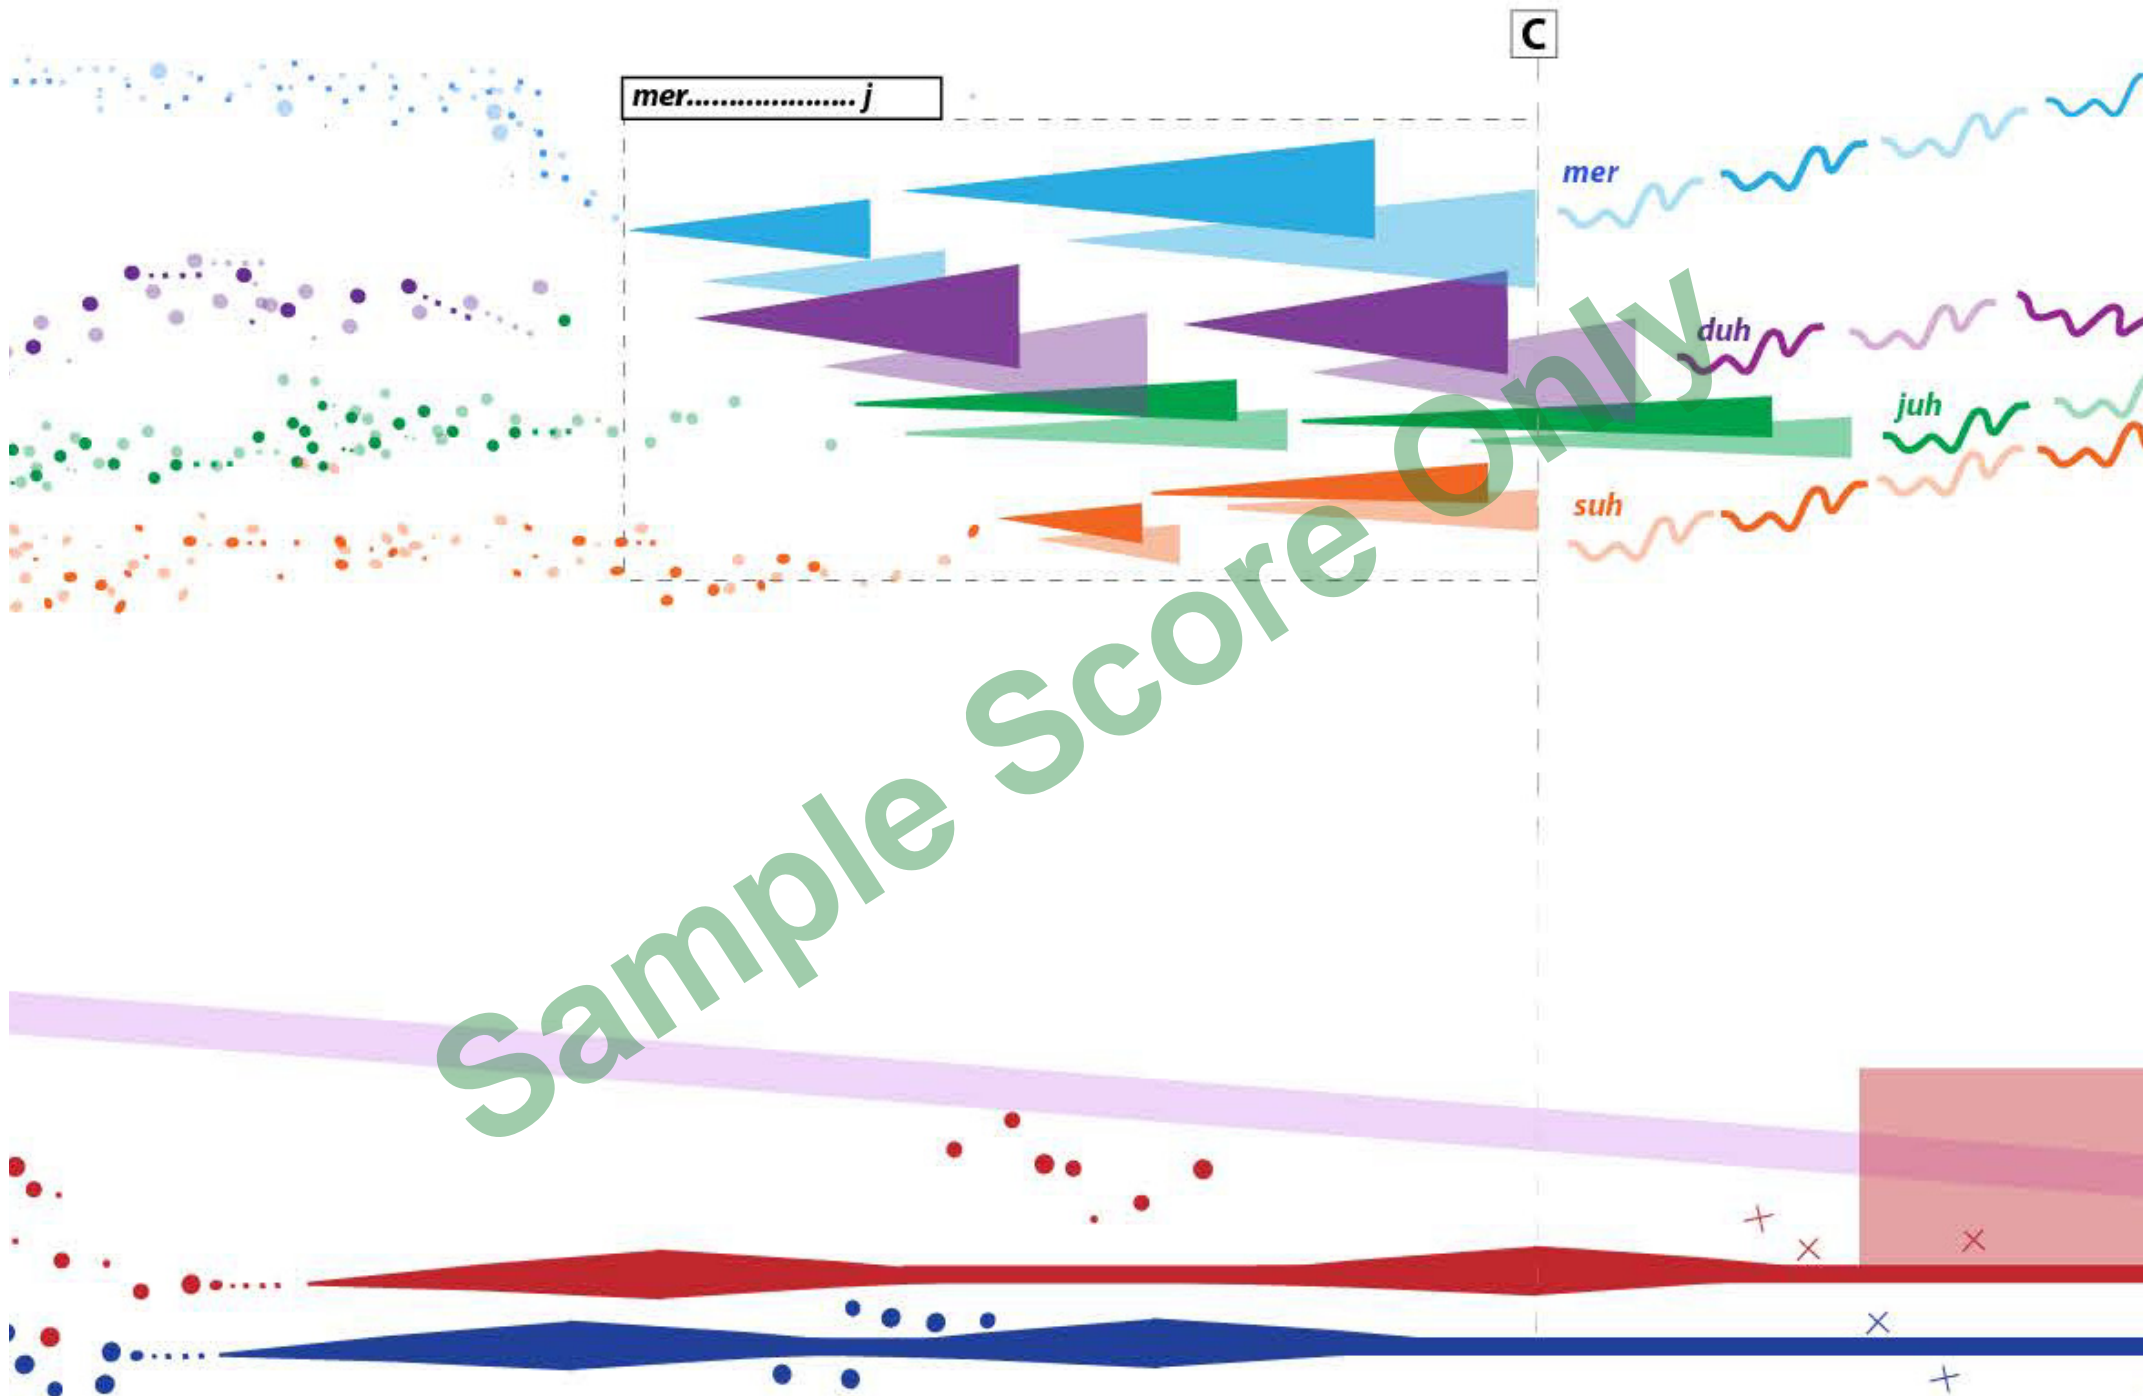 C
mer................... j
mer
duh
juh
suh
Sample Score Only